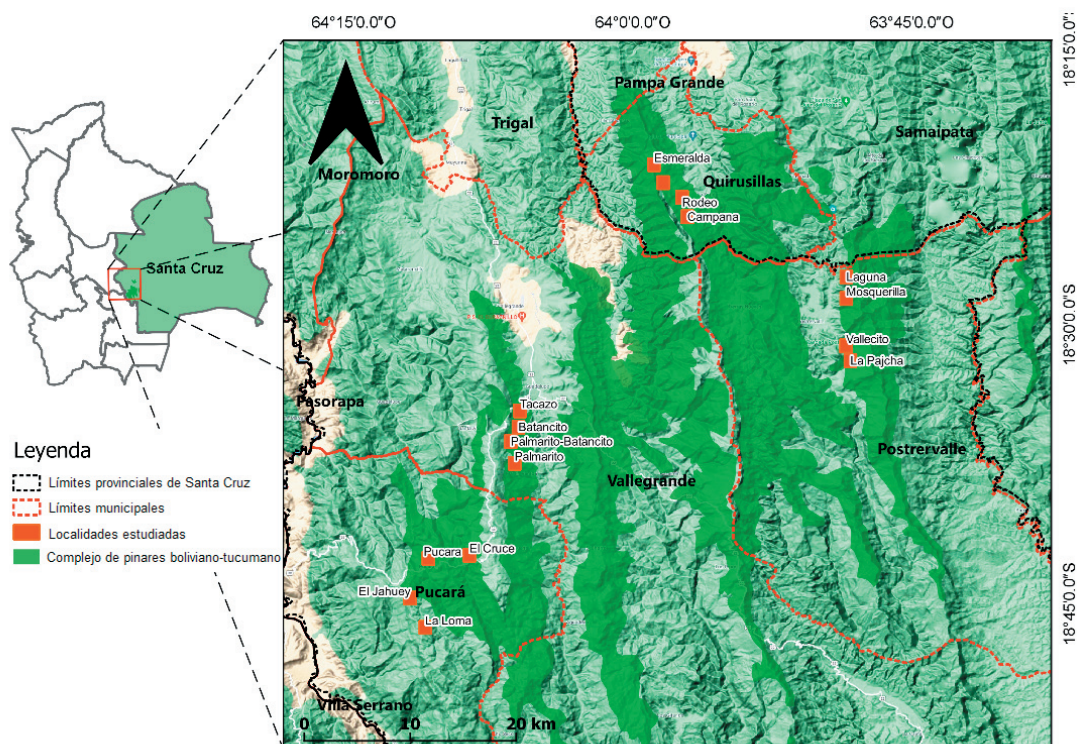 64°15.0'.0"O
64°0.0'.0"O
63°45.0'.0"O
18°15.0'.0"S
18°30.0'.0"S
18°45.0'.0"S
Santa Cruz
Leyenda
Límites provinciales de Santa Cruz
Límites municipales
Localidades estudiadas
Complejo de pinares boliviano-tucumano
Pampa Grande
Trigal
Samaipata
Moromoro
Esmeralda
Quirusillas
Rodeo
Campana
Laguna
Mosquerilla
Vallecito
La Pajcha
Pasorapa
Tacazo
Batancito
Palmarito-Batancito
Palmarito
Postrervalle
Vallegrande
Pucara
El Cruce
El Jahuey
Pucará
La Loma
Villa Serrano
0 10 20 km